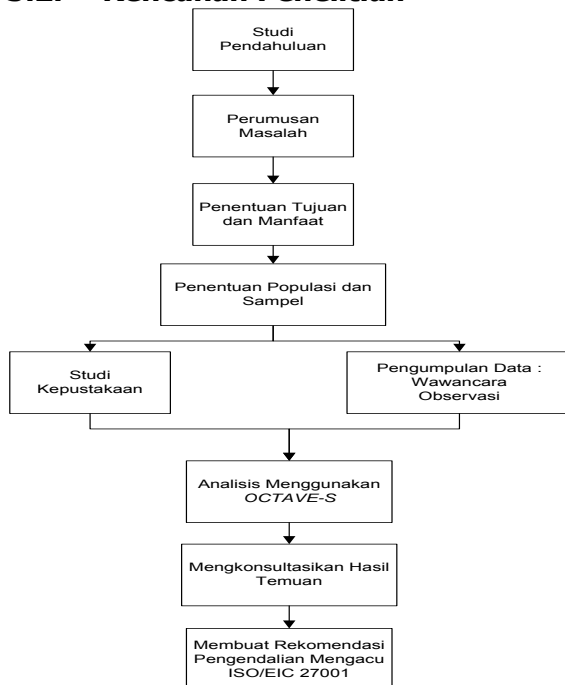 Studi
Pendahuluan
Perumusan
Masalah
Penentuan Tujuan
dan Manfaat
Penentuan Populasi dan
Sampel
Studi
Kepustakaan
Pengumpulan Data :
Wawancara
Observasi
Analisis Menggunakan
OCTAVE-S
Mengkonsultasikan Hasil
Temuan
Membuat Rekomendasi
Pengendalian Mengacu
ISO/EIC 27001